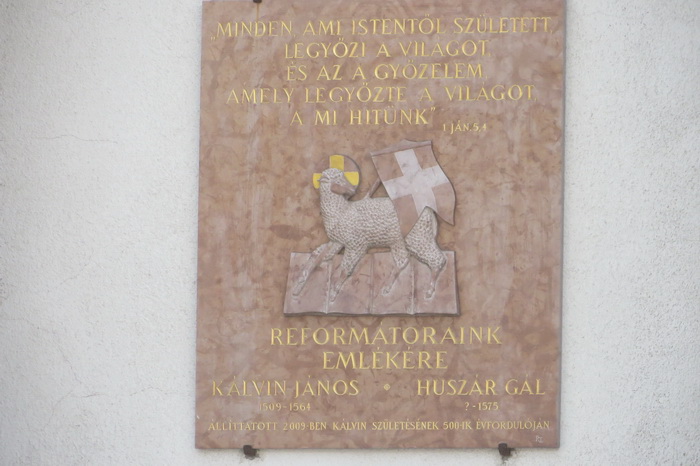 „MINDEN AMI ISTENTŐL SZÜLETETT,
LEGYŐZI A VILÁGOT,
ÉS AZ A GYŐZELEM,
AMELY LEGYŐZTE A VILÁGOT,
A MI HITÜNK”
1 JÁN. 5,4
REFORMÁTORAINK
EMLÉKÉRE
KÁLVIN JÁNOS • HUSZÁR GÁL
1509-1564 ? - 1575
ÁLLÍTTATOTT 2009-BEN KÁLVIN SZÜLETÉSÉNEK 500-IK ÉVFORDULÓJÁN